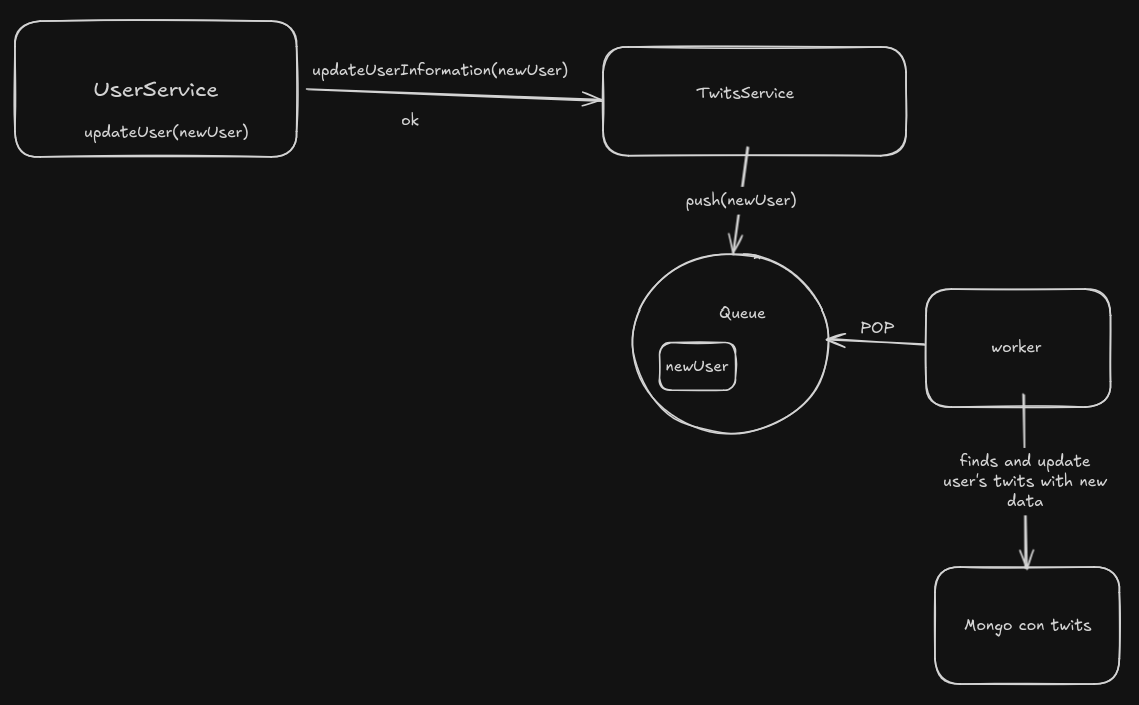 UserService
updateUser(newUser)
updateUserInformation(newUser)
ok
TwitsService
push(newUser)
Queue
newUser
POP
worker
finds and update
user's twits with new
data
Mongo con twits